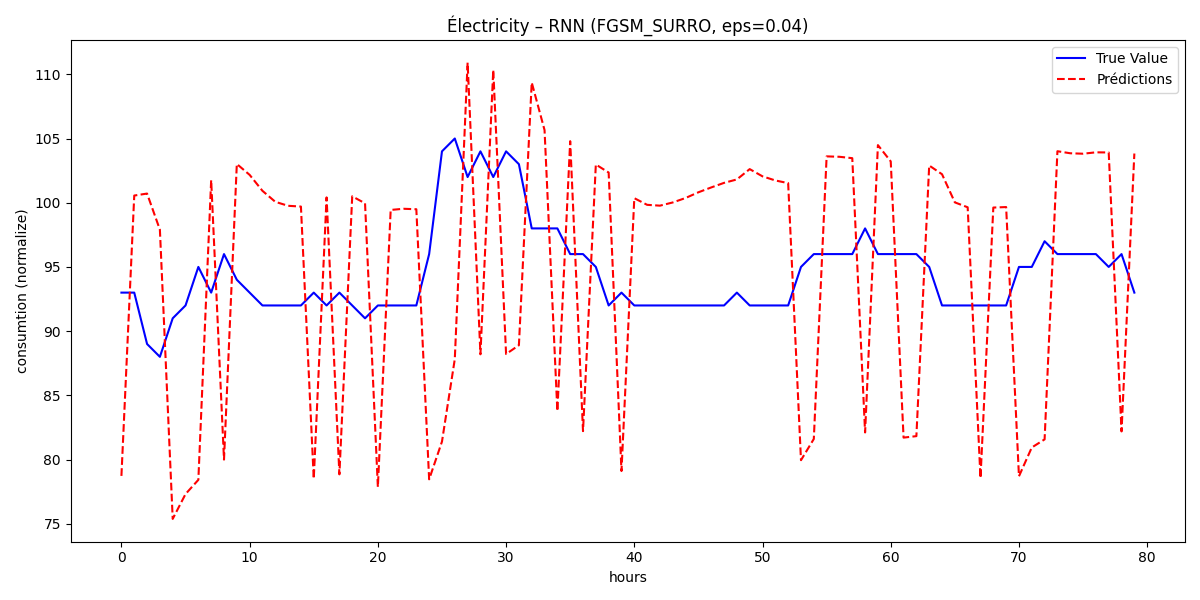 Électricity – RNN (FGSM_SURRO, eps=0.04)
True Value
Prédictions
consumtion (normalize)
110
105
100
95
90
85
80
75
0 10 20 30 40 50 60 70 80
hours